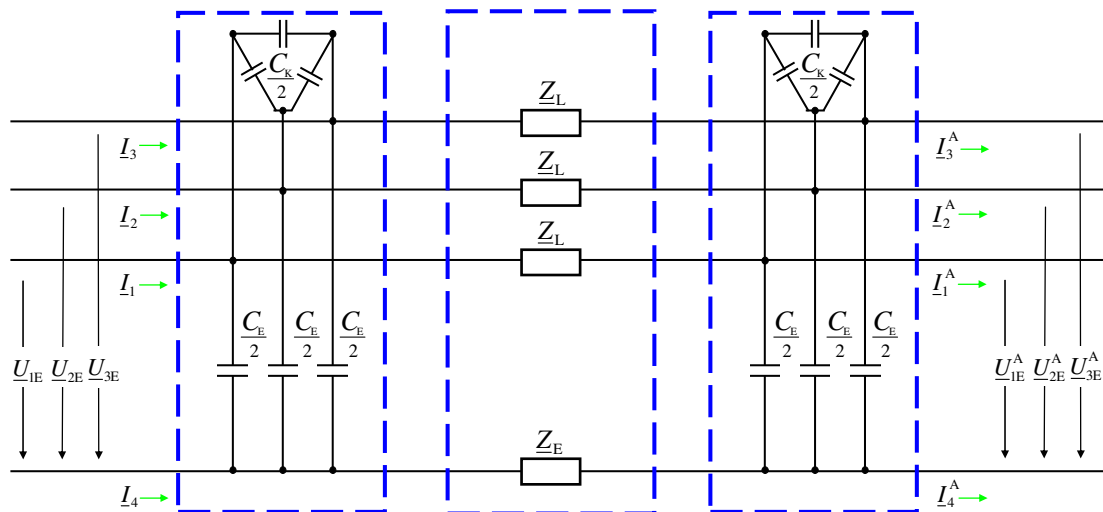 C_K/2 C_K/2
Z_L
I_3 I_3^A
Z_L
I_2 I_2^A
Z_L
I_1 I_1^A
C_E/2 C_E/2 C_E/2 C_E/2 C_E/2 C_E/2
U_1E U_2E U_3E U_1E^A U_2E^A U_3E^A
Z_E
I_4 I_4^A